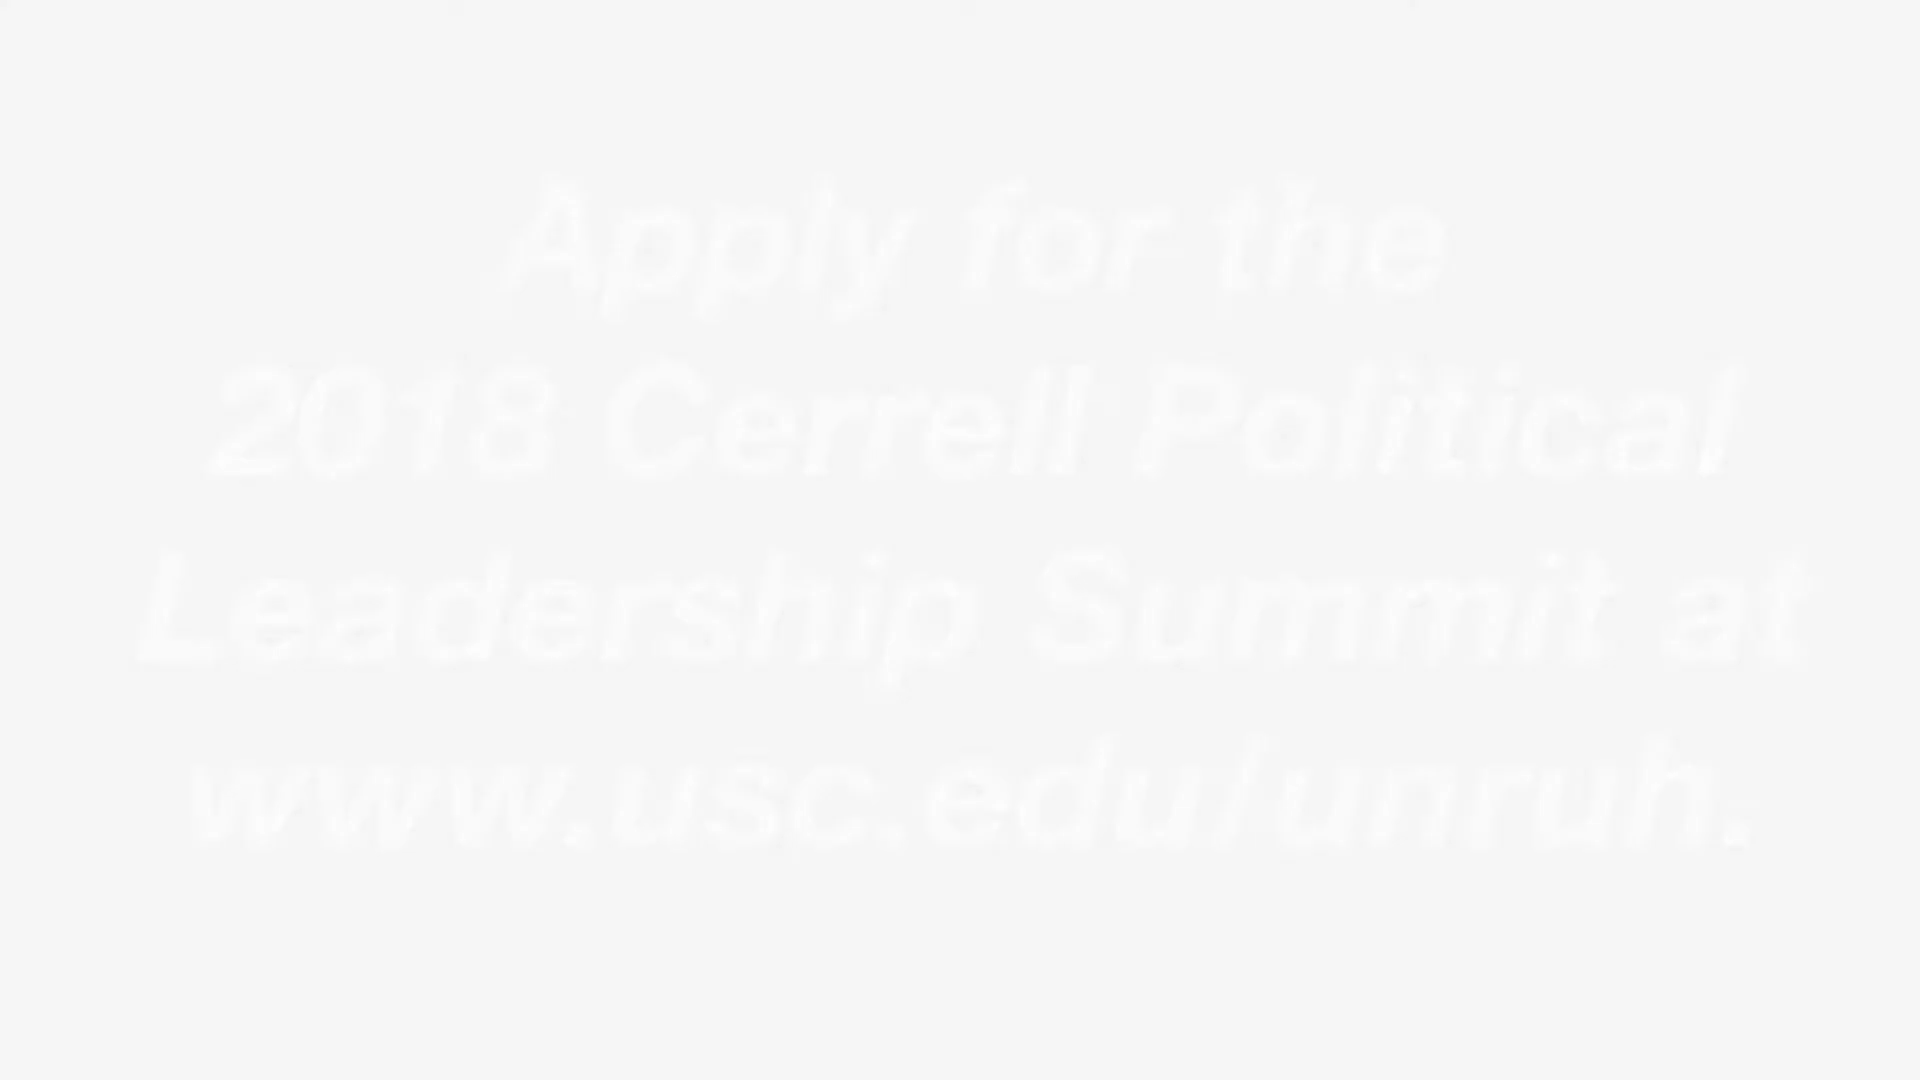 Apply for the
2018 Cerrell Political
Leadership Summit at
www.usc.edu/unruh.